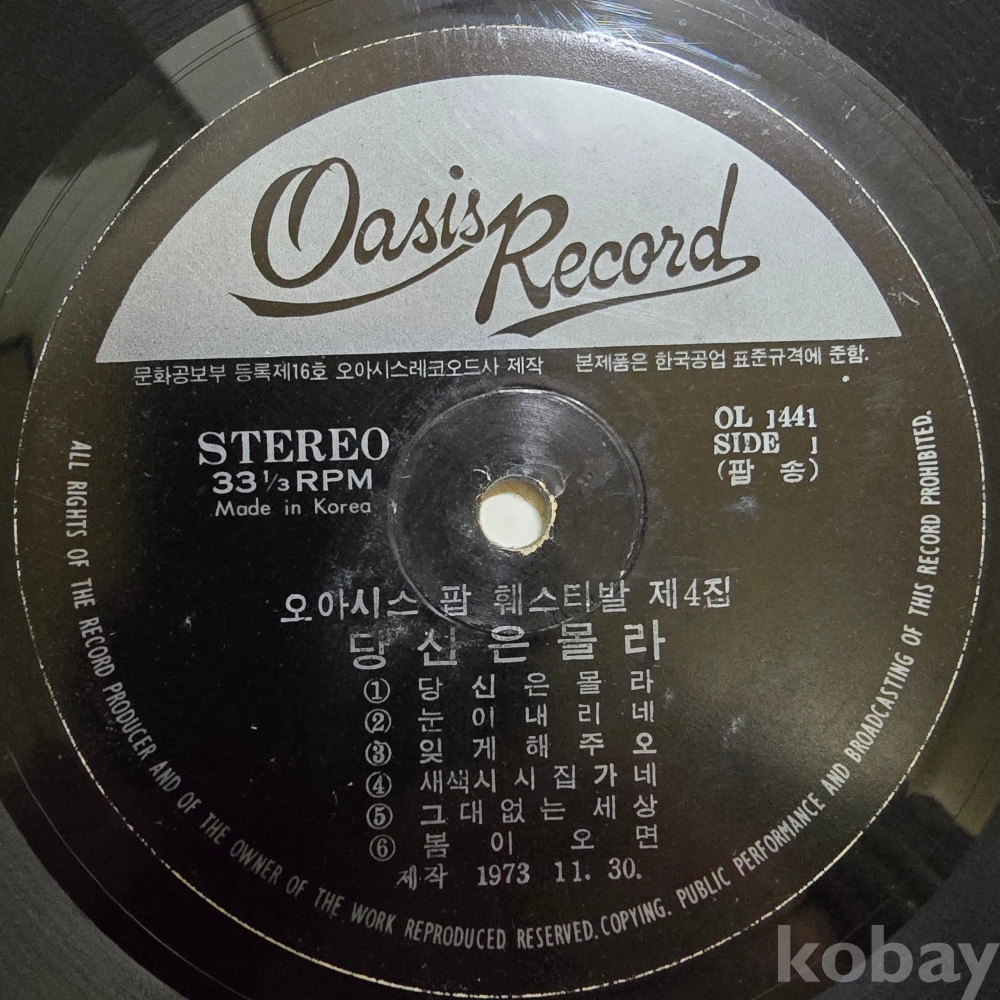 Oasis Record
문화공보부 등록제16호 오아시스레코오드사 제작 본제품은 한국공업 표준규격에 준함.
STEREO
33 1/3 RPM
Made in Korea
OL 1441
SIDE 1
(팝 송)
오아시스 팝 훼스티발 제4집
당신은몰라
① 당신은몰라
② 눈이내리네
③ 잊게해주오
④ 새색시 시집가네
⑤ 그대없는세상
⑥ 봄이오면
제작 1973 11. 30.
ALL RIGHTS OF THE RECORD PRODUCER AND OF THE OWNER OF THE WORK REPRODUCED RESERVED. COPYING. PUBLIC PERFORMANCE AND BROADCASTING OF THIS RECORD PROHIBITED.
kobay